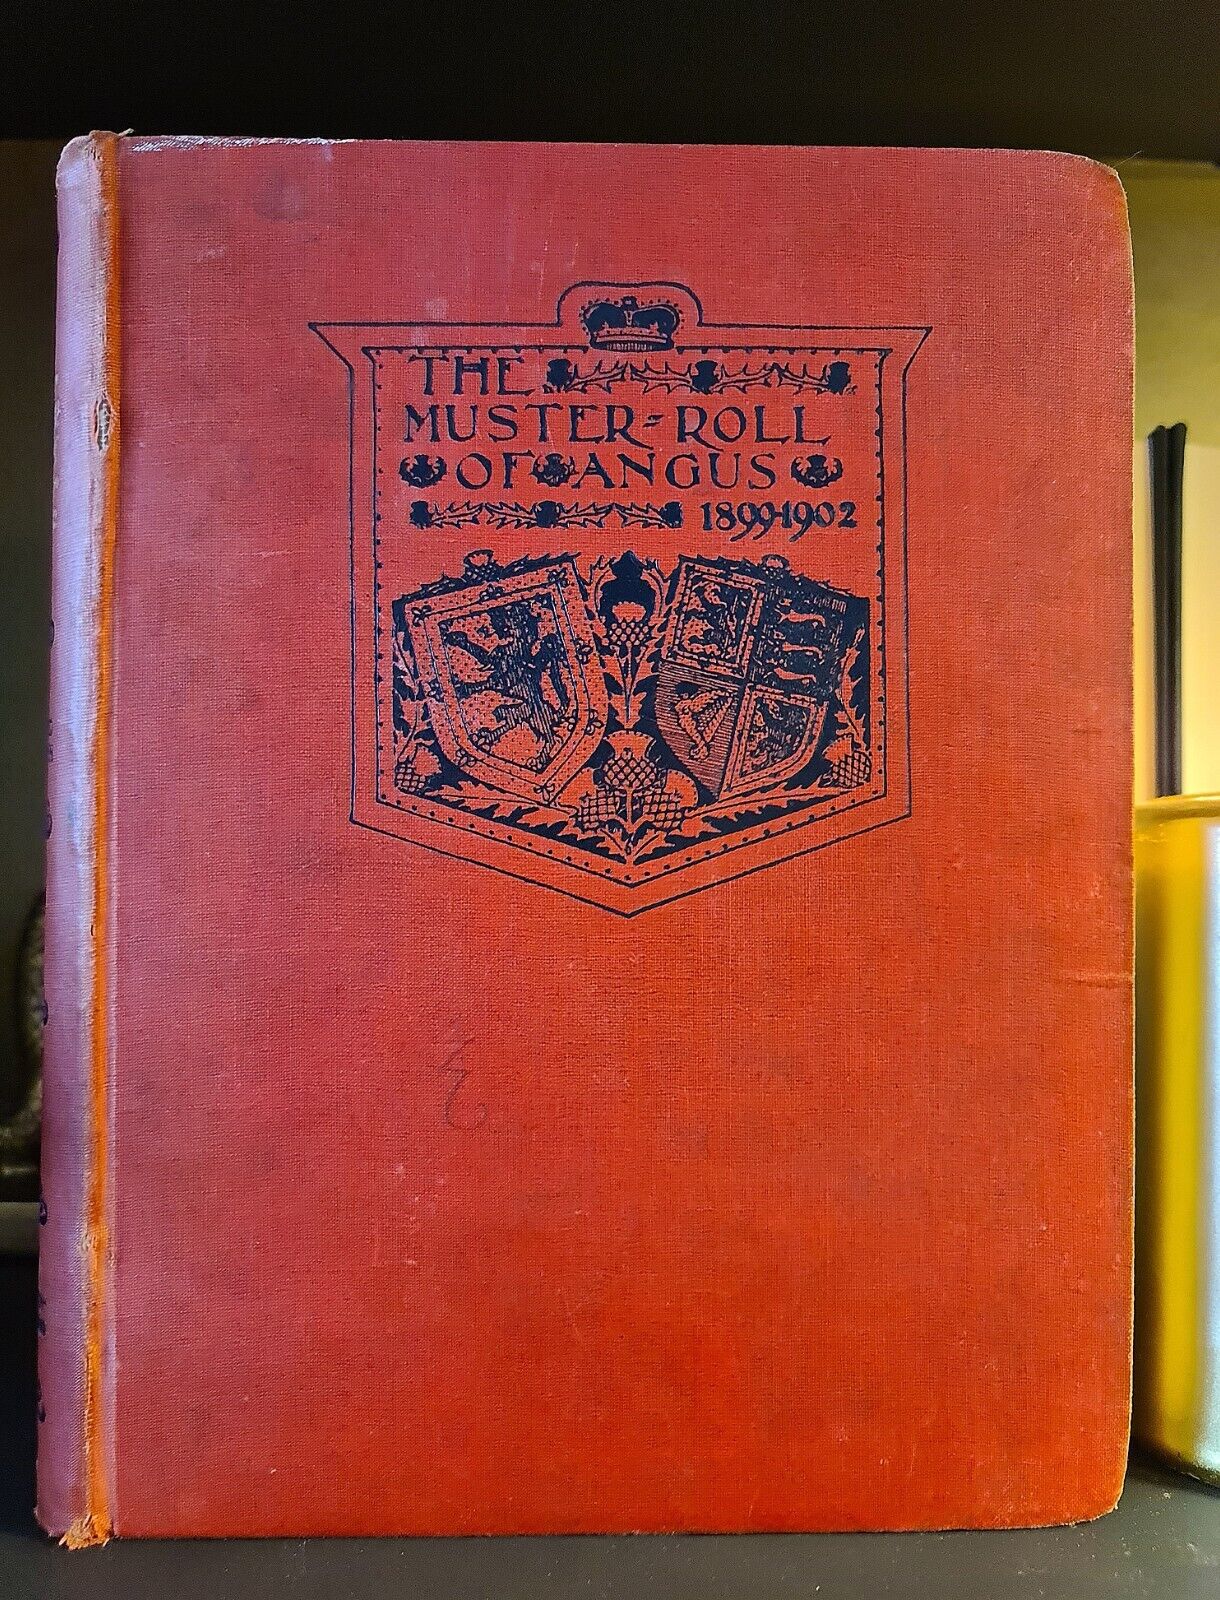 THE
MUSTER=ROLL
OF ANGUS
1899-1902